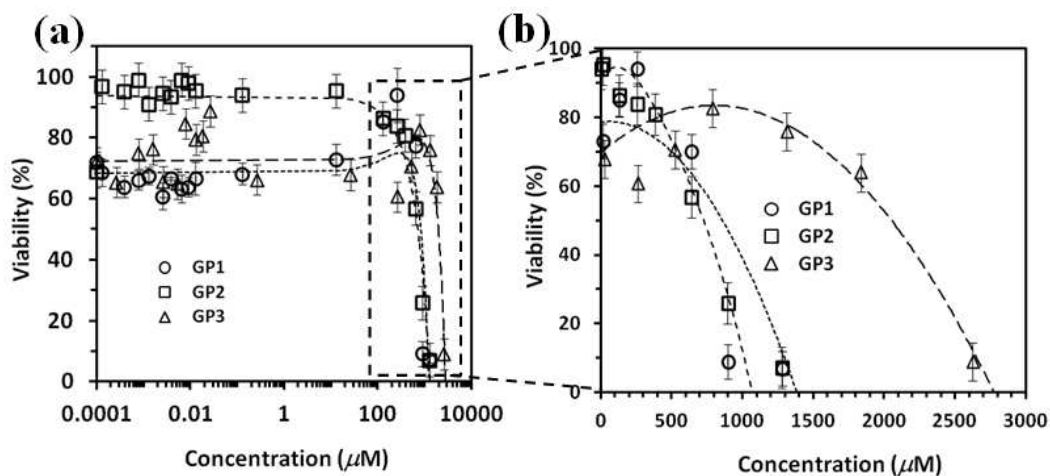 (a)
(b)
120
100
80
60
40
20
0
Viability (%)
GP1
GP2
GP3
0.0001
0.01
1
100
10000
Concentration (µM)
100
80
60
40
20
0
Viability (%)
GP1
GP2
GP3
0
500
1000
1500
2000
2500
3000
Concentration (µM)